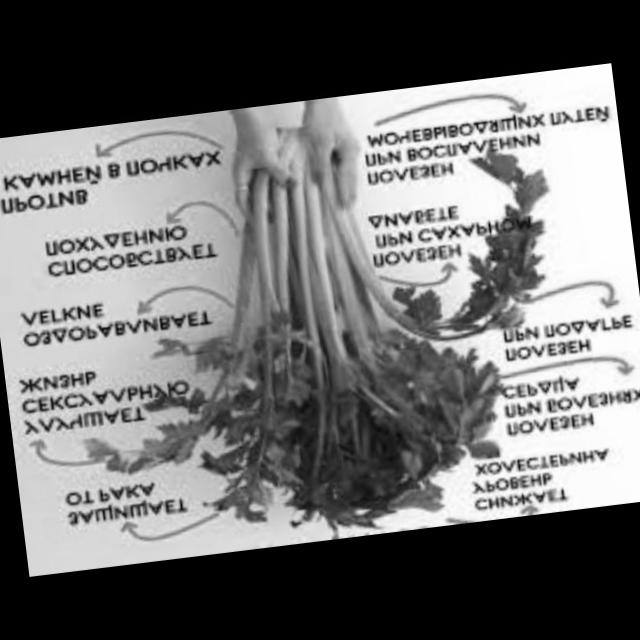 ЗАЩИЩАЕТ
ОТ РАКА
УЛУЧШАЕТ
СЕКСУАЛЬНУЮ
ЖИЗНЬ
ОЗДОРАВЛИВАЕТ
ЛЕГКИЕ
СПОСОБСТВУЕТ
ПОХУДЕНИЮ
ПРОТИВ
КАМНЕЙ В ПОЧКАХ
СНИЖАЕТ
УРОВЕНЬ
ХОЛЕСТЕРИНА
ПОЛЕЗЕН
ПРИ БОЛЕЗНЯХ
СЕРДЦА
ПОЛЕЗЕН
ПРИ ПОДАГРЕ
ПОЛЕЗЕН
ПРИ САХАРНОМ
ДИАБЕТЕ
ПОЛЕЗЕН
ПРИ ВОСПАЛЕНИИ
МОЧЕВЫВОДЯЩИХ ПУТЕЙ